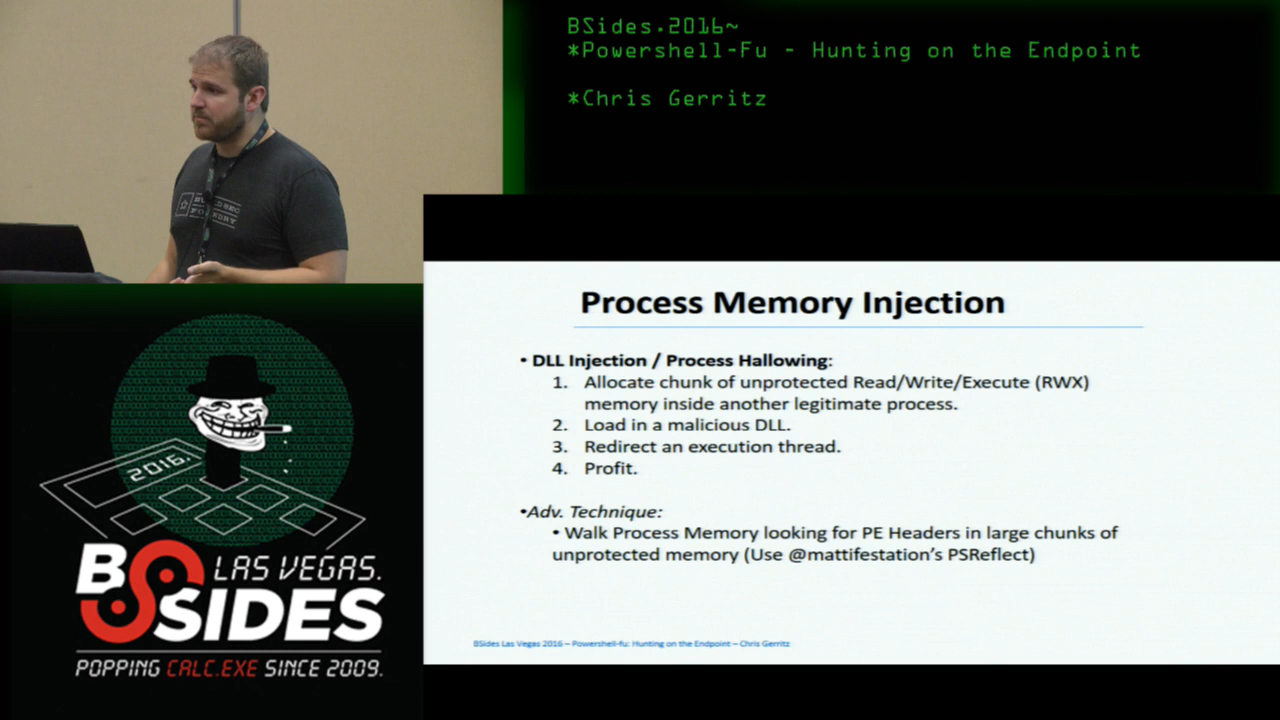 BSides.2016~
*Powershell-Fu - Hunting on the Endpoint
*Chris Gerritz
Process Memory Injection
• DLL Injection / Process Hallowing:
1. Allocate chunk of unprotected Read/Write/Execute (RWX)
memory inside another legitimate process.
2. Load in a malicious DLL.
3. Redirect an execution thread.
4. Profit.
•Adv. Technique:
• Walk Process Memory looking for PE Headers in large chunks of
unprotected memory (Use @mattifestation's PSReflect)
BSides Las Vegas 2016 – Powershell-fu: Hunting on the Endpoint – Chris Gerritz
2016.
BSIDES
LAS VEGAS.
POPPING CALC.EXE SINCE 2009.